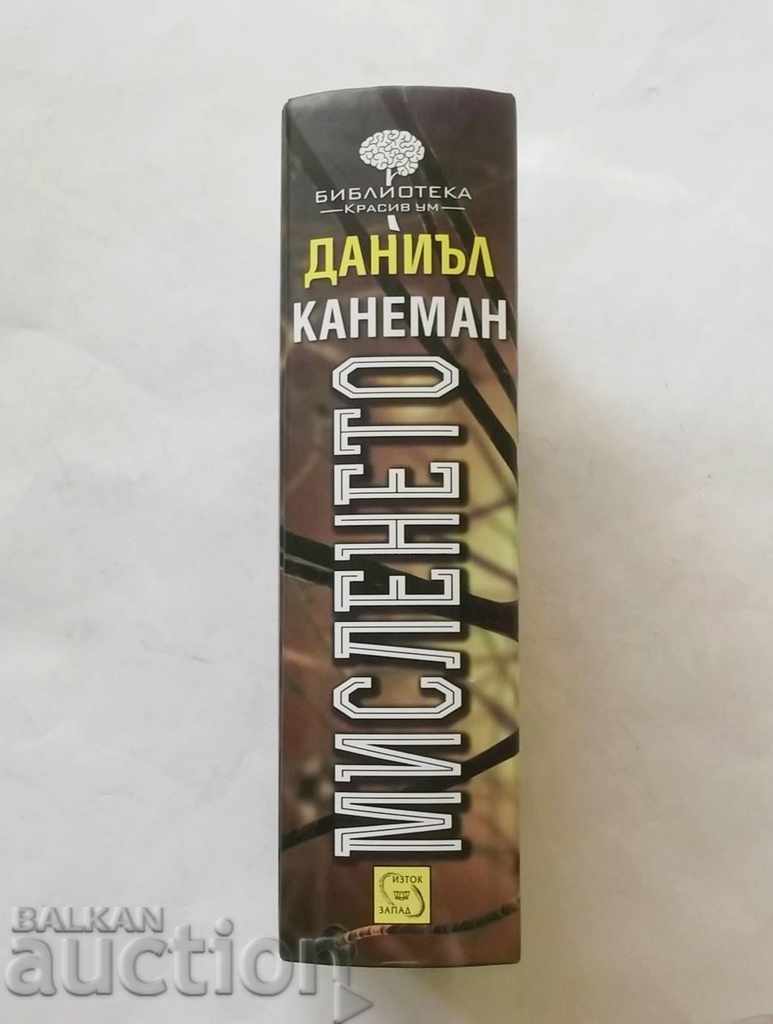 БИБЛИОТЕКА
КРАСИВ УМ
ДАНИЪЛ
КАНЕМАН
МИСЛЕНЕТО
ИЗТОК
ЗАПАД
BALKAN
auction